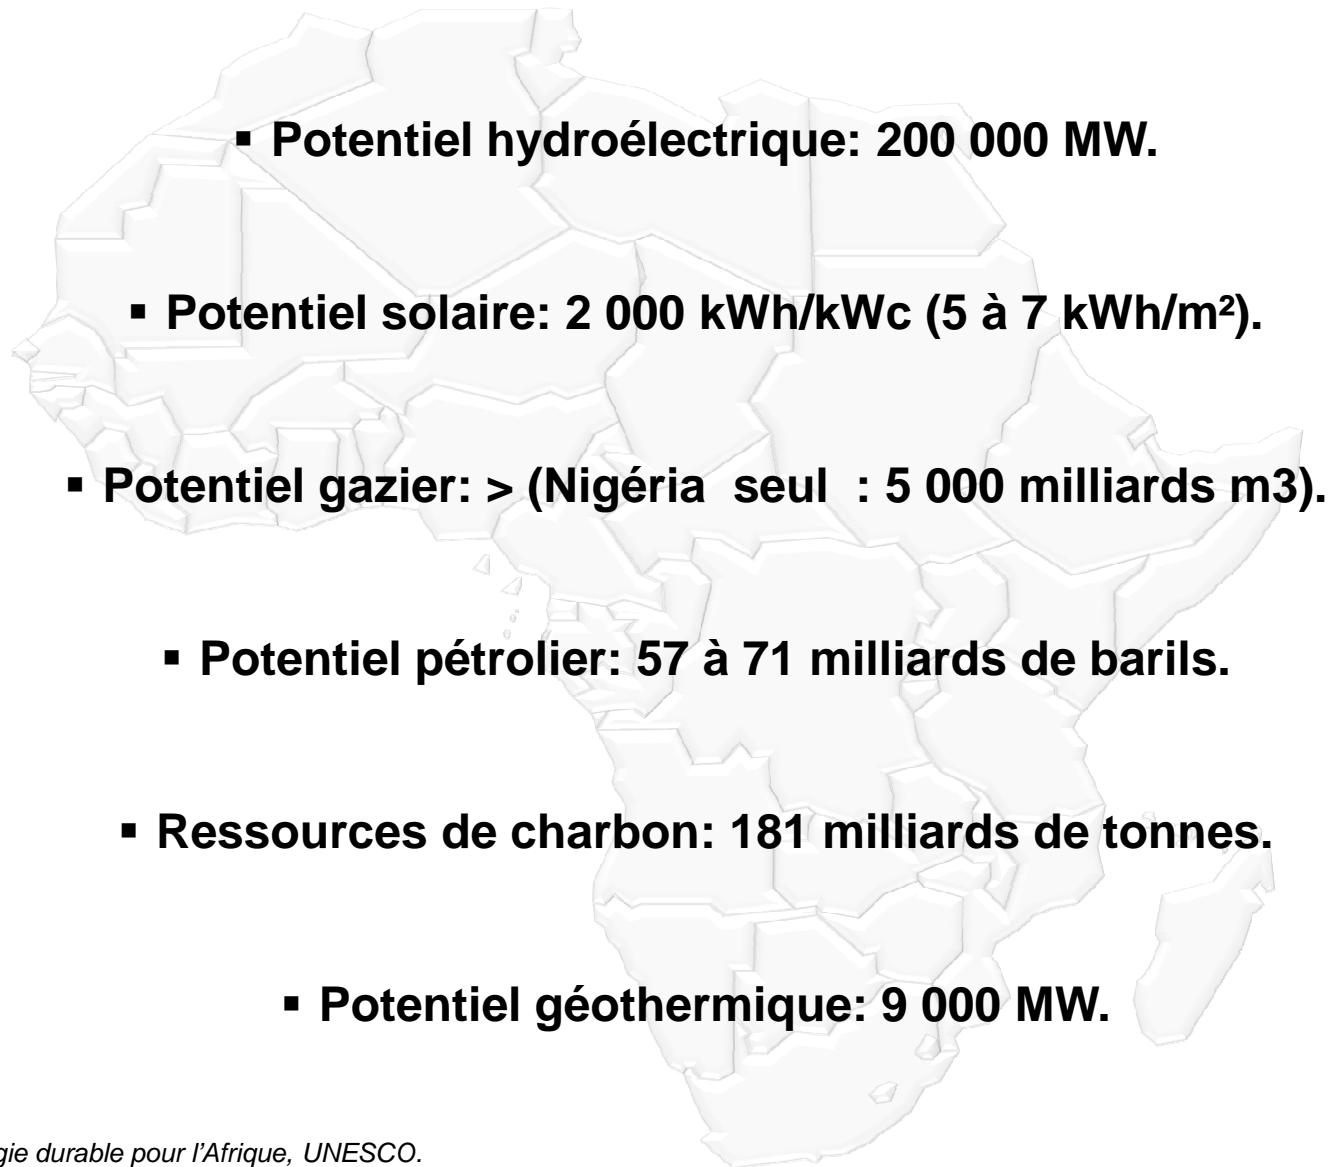 ▪ Potentiel hydroélectrique: 200 000 MW.
▪ Potentiel solaire: 2 000 kWh/kWc (5 à 7 kWh/m²).
▪ Potentiel gazier: > (Nigéria  seul  : 5 000 milliards m3).
▪ Potentiel pétrolier: 57 à 71 milliards de barils.
▪ Ressources de charbon: 181 milliards de tonnes.
▪ Potentiel géothermique: 9 000 MW.
durable pour l’Afrique, UNESCO.